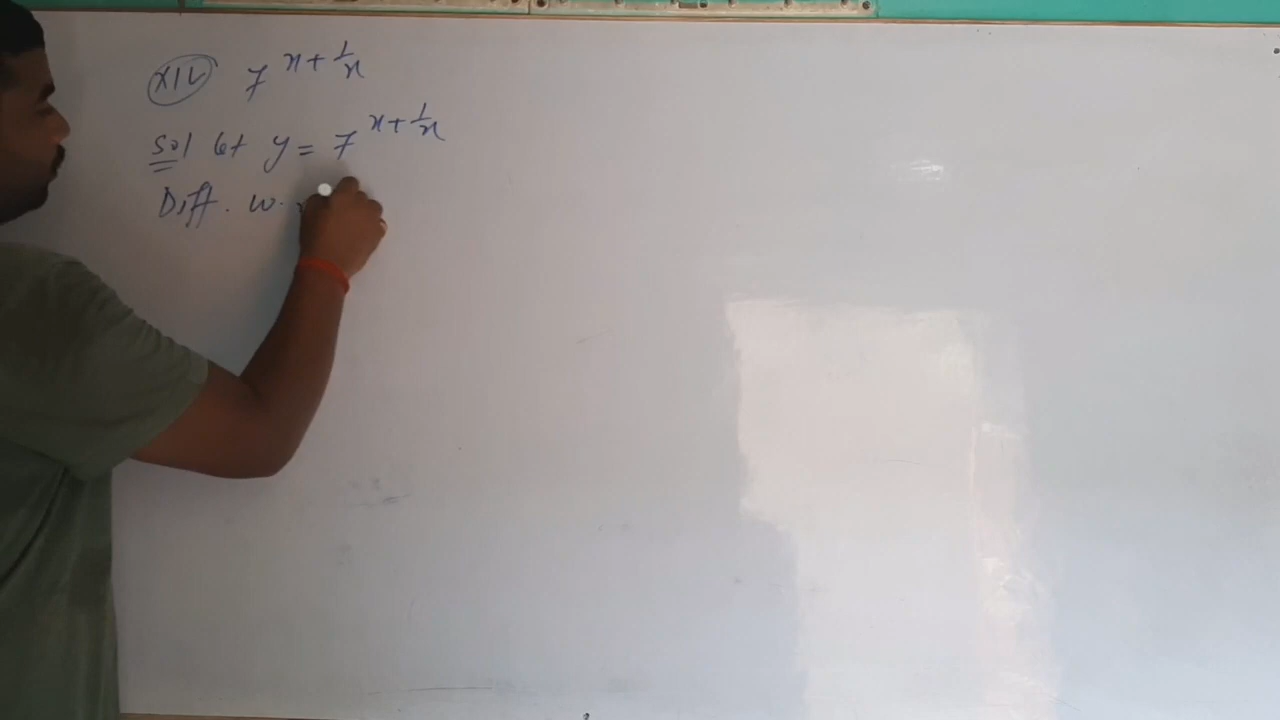 XIV 7^{x + 1/x}
Sol Let y = 7^{x + 1/x}
Diff. w.